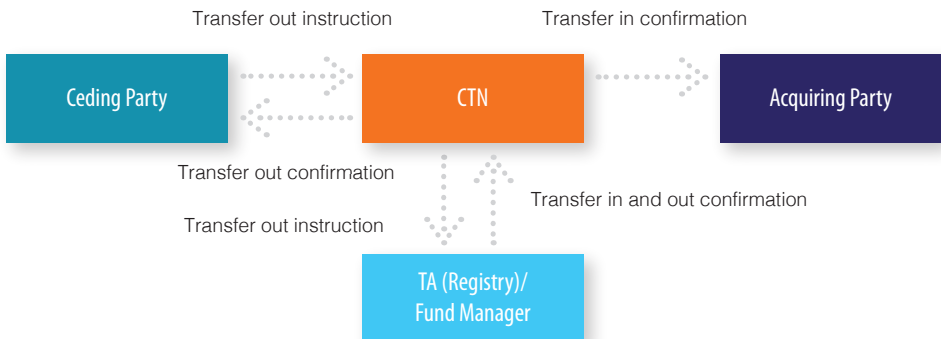 Transfer out instruction
Transfer in confirmation
Ceding Party
CTN
Acquiring Party
Transfer out confirmation
Transfer in and out confirmation
Transfer out instruction
TA (Registry)/
Fund Manager